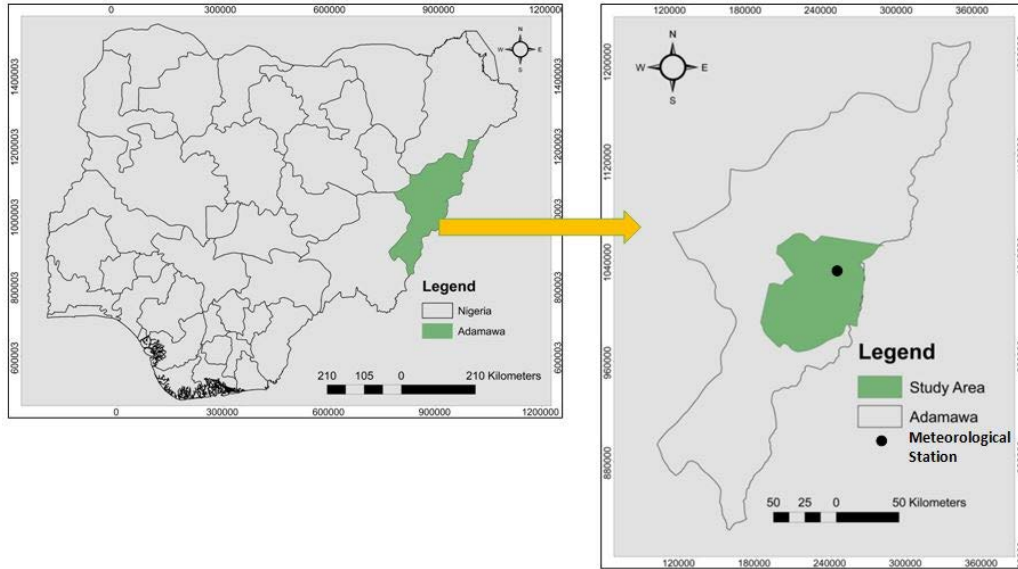 0 300000 600000 900000 1200000
N
W E
S
1400003
1200003
1000003
800003
600003
1400003
1200003
1000003
800003
600003
Legend
Nigeria
Adamawa
210 105 0 210 Kilometers
0 300000 600000 900000 1200000
120000 180000 240000 300000 360000
N
W E
S
1200000
1120000
1040000
960000
880000
Legend
Study Area
Adamawa
Meteorological
Station
50 25 0 50 Kilometers
120000 180000 240000 300000 360000